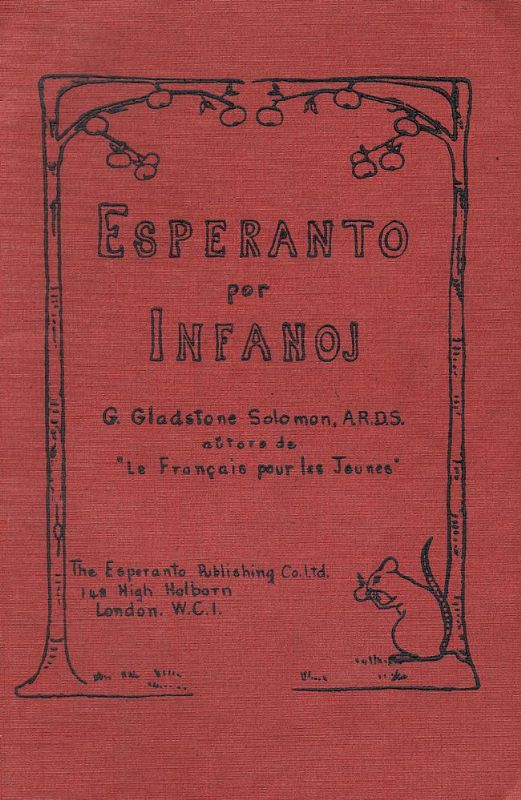 ESPERANTO
por
INFANOJ
G. Gladstone Solomon, A.R.D.S.
aŭtoro de
"Le Français pour les Jeunes"
The Esperanto Publishing Co. Ltd.
148 High Holborn
London. W.C.1.